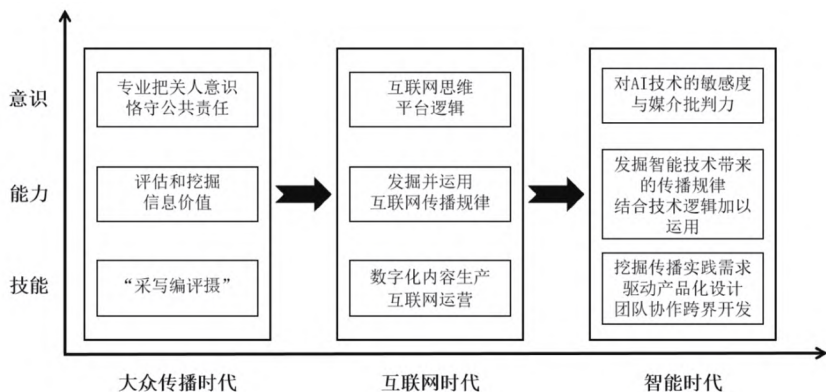 意识
专业把关人意识
恪守公共责任
互联网思维
平台逻辑
对AI技术的敏感度
与媒介批判力
能力
评估和挖掘
信息价值
发掘并运用
互联网传播规律
发掘智能技术带来
的传播规律
结合技术逻辑加以
运用
技能
“采写编评摄”
数字化内容生产
互联网运营
挖掘传播实践需求
驱动产品化设计
团队协作跨界开发
大众传播时代
互联网时代
智能时代